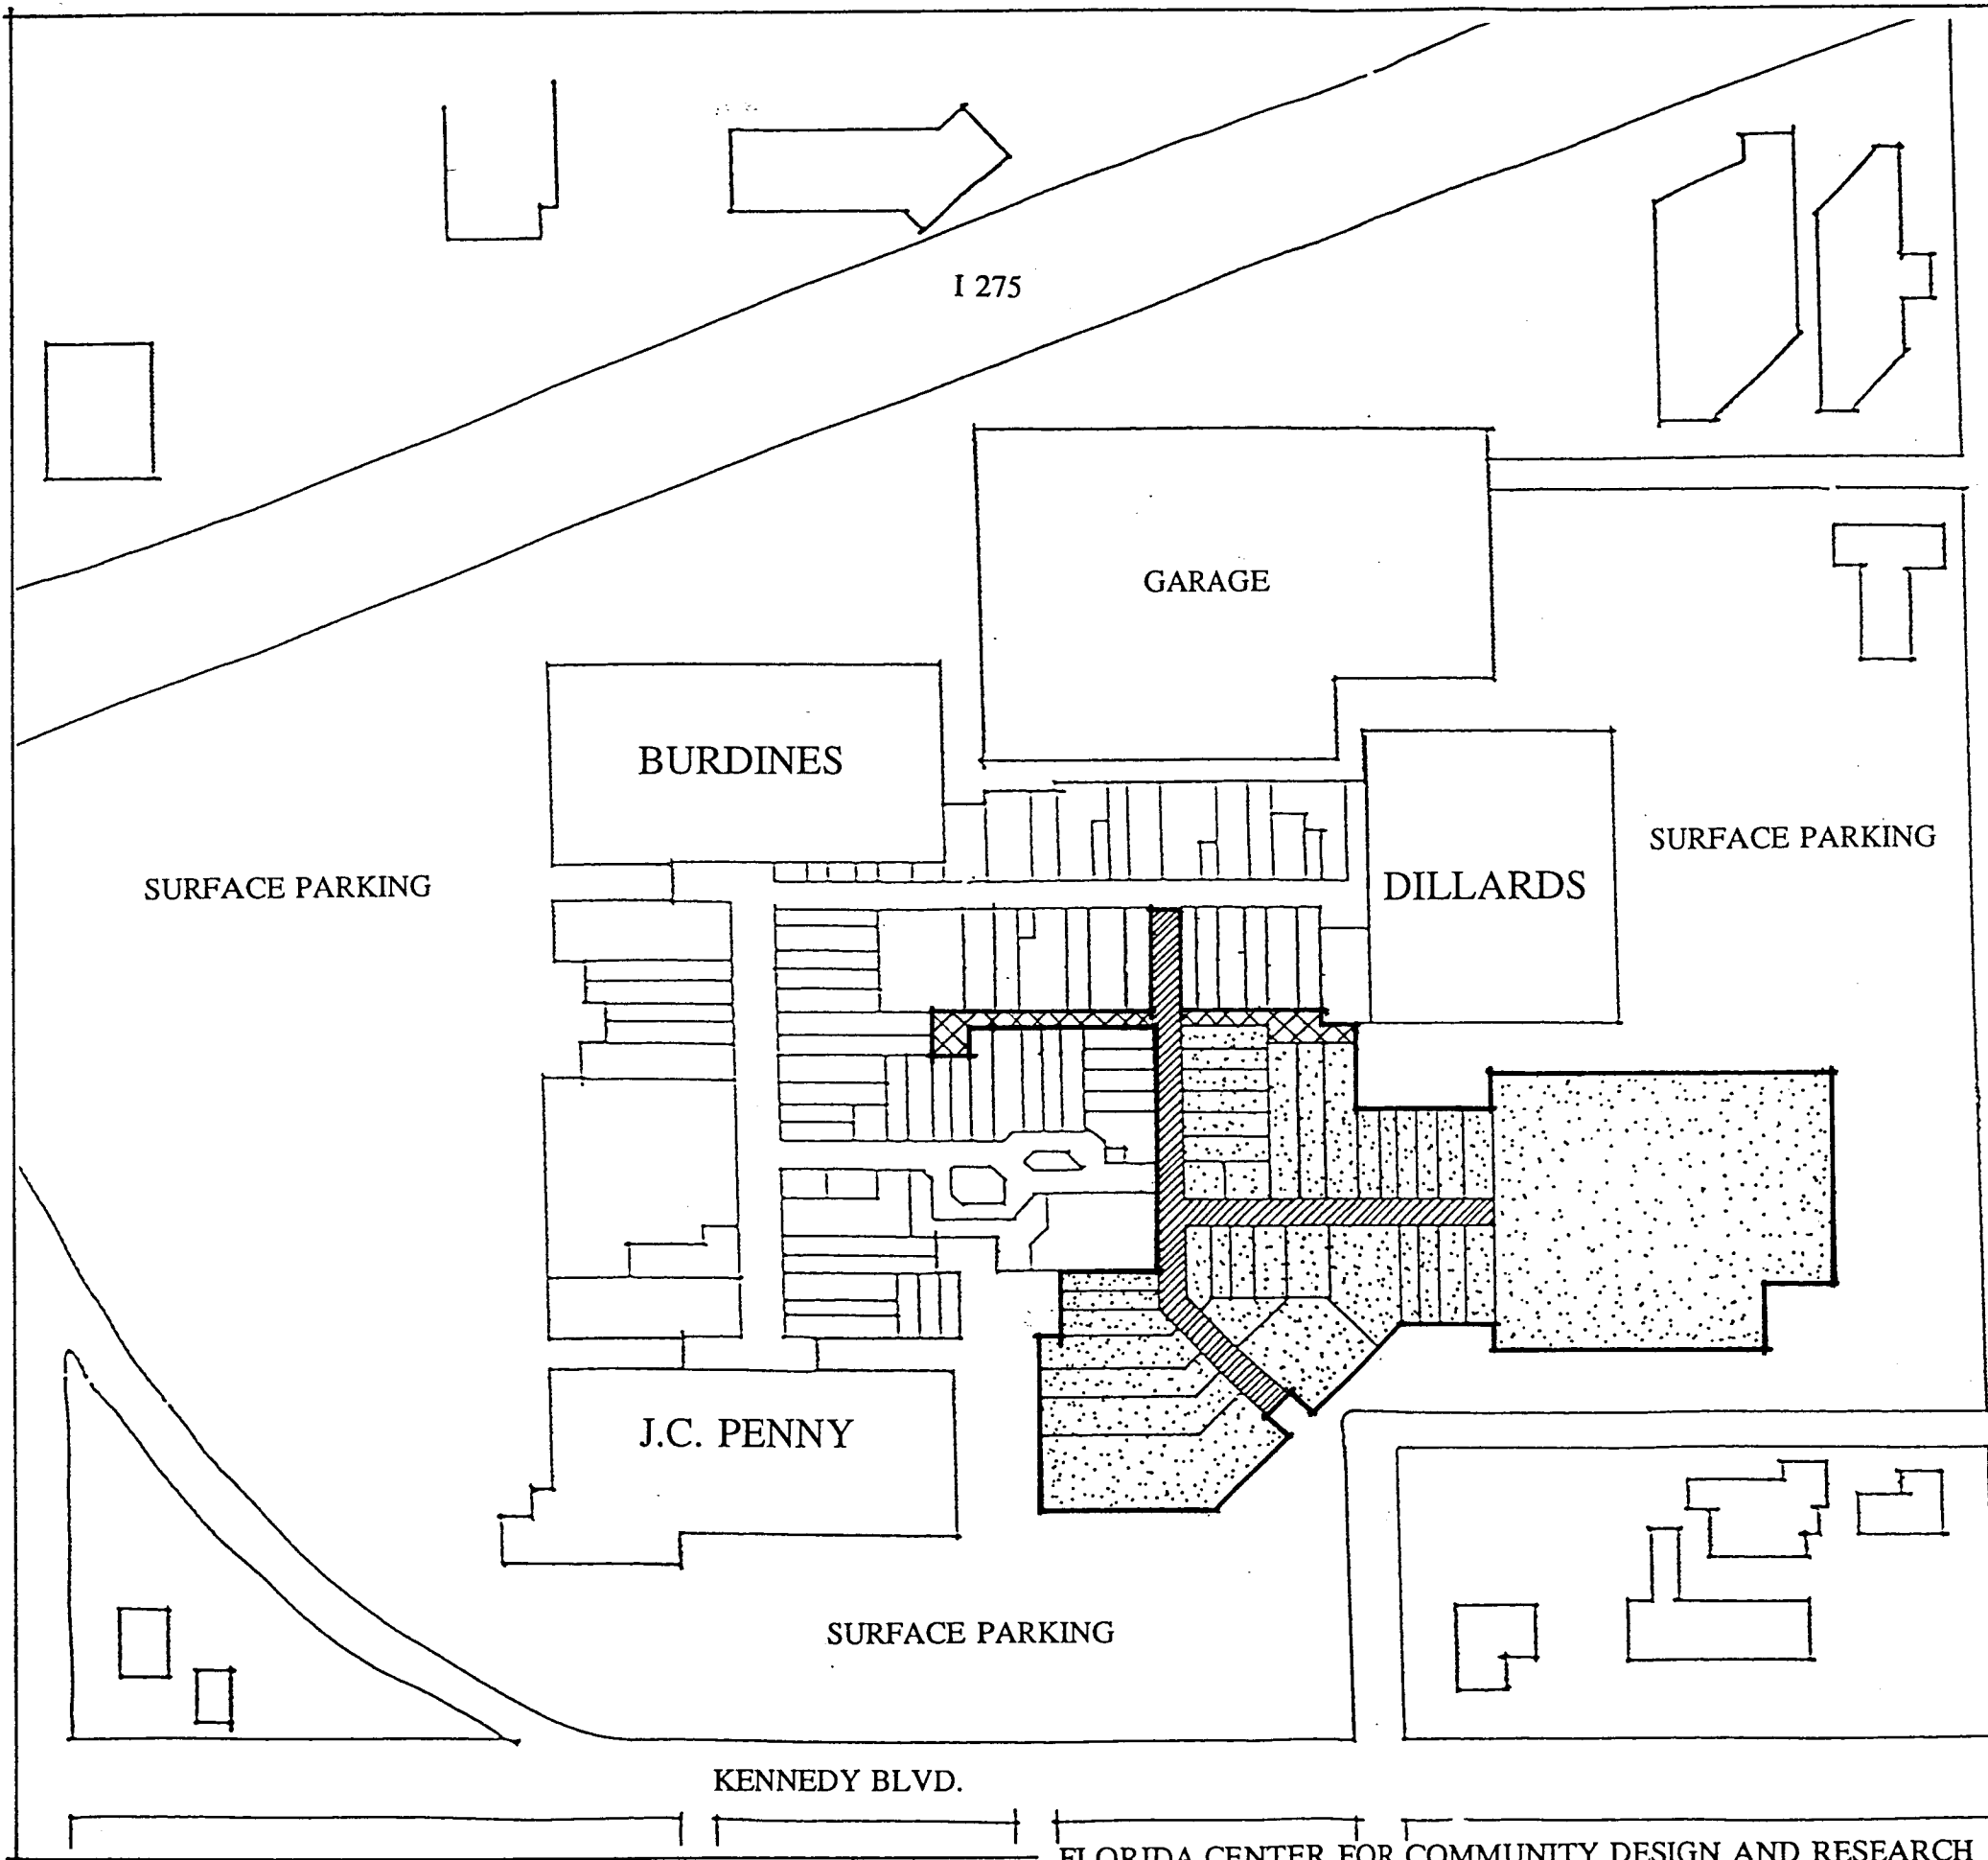 I 275
GARAGE
BURDINES
SURFACE PARKING
SURFACE PARKING
DILLARDS
J.C. PENNY
SURFACE PARKING
KENNEDY BLVD.
FLORIDA CENTER FOR COMMUNITY DESIGN AND RESEARCH